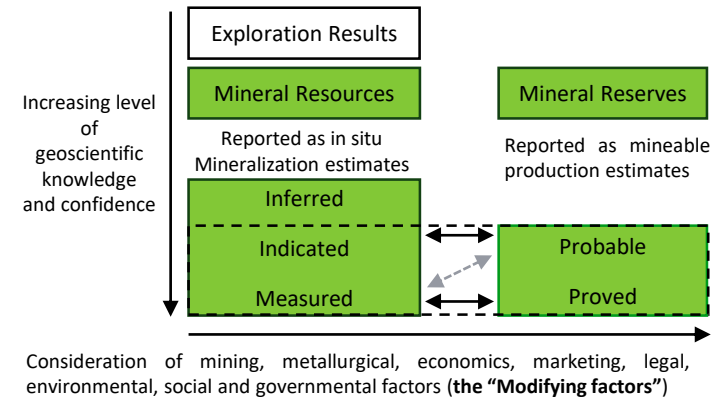 Exploration Results
Mineral Resources
Mineral Reserves
Increasing level
of
geoscientific
knowledge
and confidence
Reported as in situ
Mineralization estimates
Reported as mineable
production estimates
Inferred
Indicated
Probable
Measured
Proved
Consideration of mining, metallurgical, economics, marketing, legal,
environmental, social and governmental factors (the “Modifying factors”)